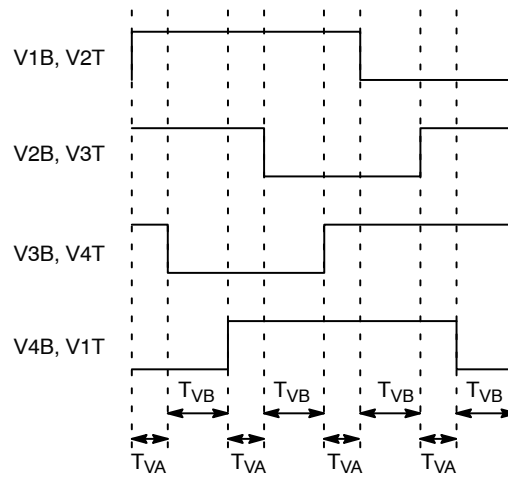 V1B, V2T
V2B, V3T
V3B, V4T
V4B, V1T
TVB TVB TVB TVB
TVA TVA TVA TVA